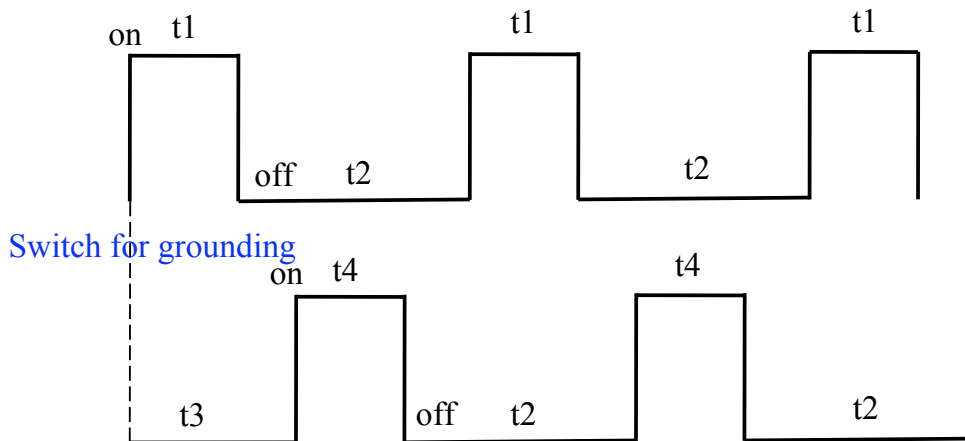 on t1 t1 t1
off t2 t2
Switch for grounding
on t4 t4
t3 off t2 t2